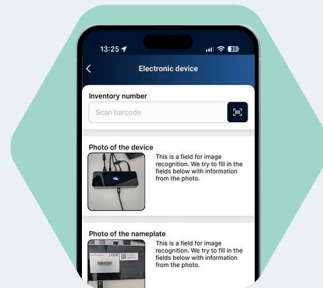 13:25
Electronic device
Inventory number
Scan barcode
Photo of the device
This is a field for image
recognition. We try to fill in the
fields below with information
from the photo.
Photo of the nameplate
This is a field for image
recognition. We try to fill in the
fields below with information
from the photo.